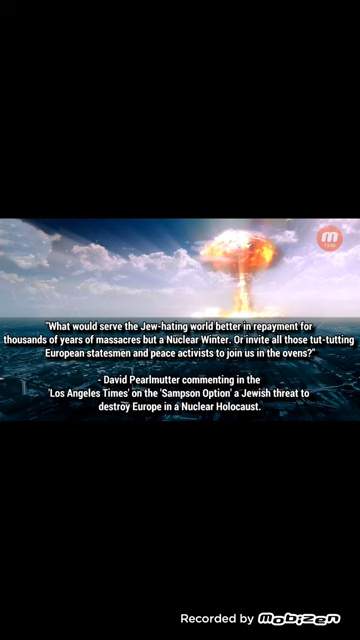 "What would serve the Jew-hating world better in repayment for
thousands of years of massacres but a Nuclear Winter. Or invite all those tut-tutting
European statesmen and peace activists to join us in the ovens?"
- David Pearlmutter commenting in the
'Los Angeles Times' on the 'Sampson Option' a Jewish threat to
destroy Europe in a Nuclear Holocaust.
Recorded by Mobizen